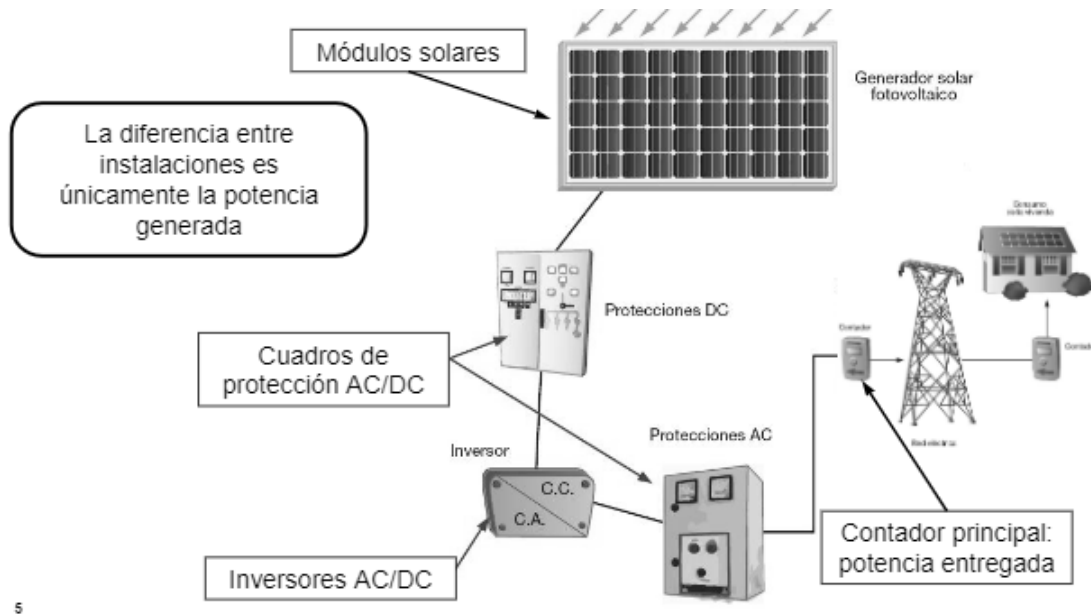 Módulos solares
Generador solar
fotovoltaico
La diferencia entre
instalaciones es
únicamente la potencia
generada
Consumo
Protecciones DC
Contador
Cuadros de
protección AC/DC
Protecciones AC
Red eléctrica
Inversor
C.C.
C.A.
Contador principal:
potencia entregada
Inversores AC/DC
5